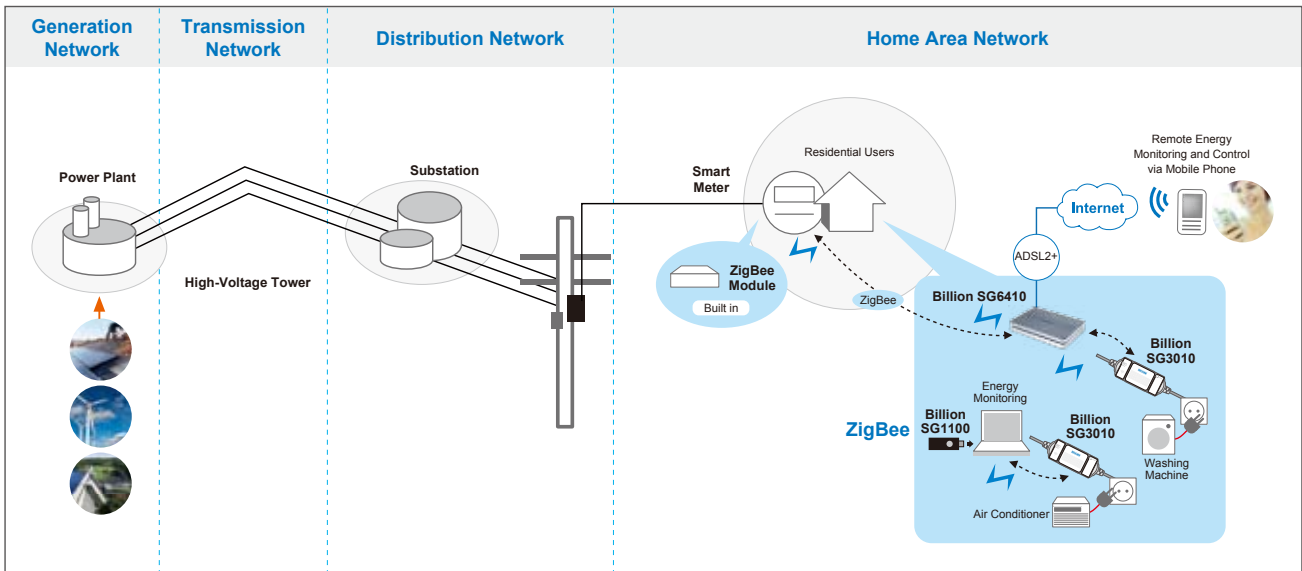 Generation
Network
Transmission
Network
Distribution Network
Home Area Network
Power Plant
High-Voltage Tower
Substation
Smart
Meter
Residential Users
ZigBee
Module
Built in
ZigBee
Remote Energy
Monitoring and Control
via Mobile Phone
Internet
ADSL2+
Billion SG6410
Billion
SG3010
Energy
Monitoring
Billion
SG1100
Billion
SG3010
ZigBee
Washing
Machine
Air Conditioner